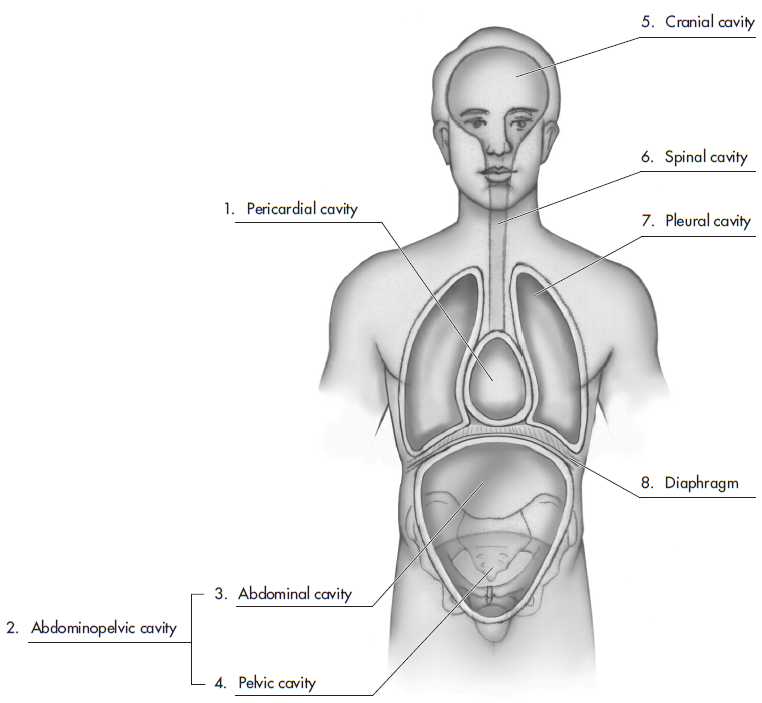 5. Cranial cavity
6. Spinal cavity
1. Pericardial cavity
7. Pleural cavity
8. Diaphragm
3. Abdominal cavity
2. Abdominopelvic cavity
4. Pelvic cavity